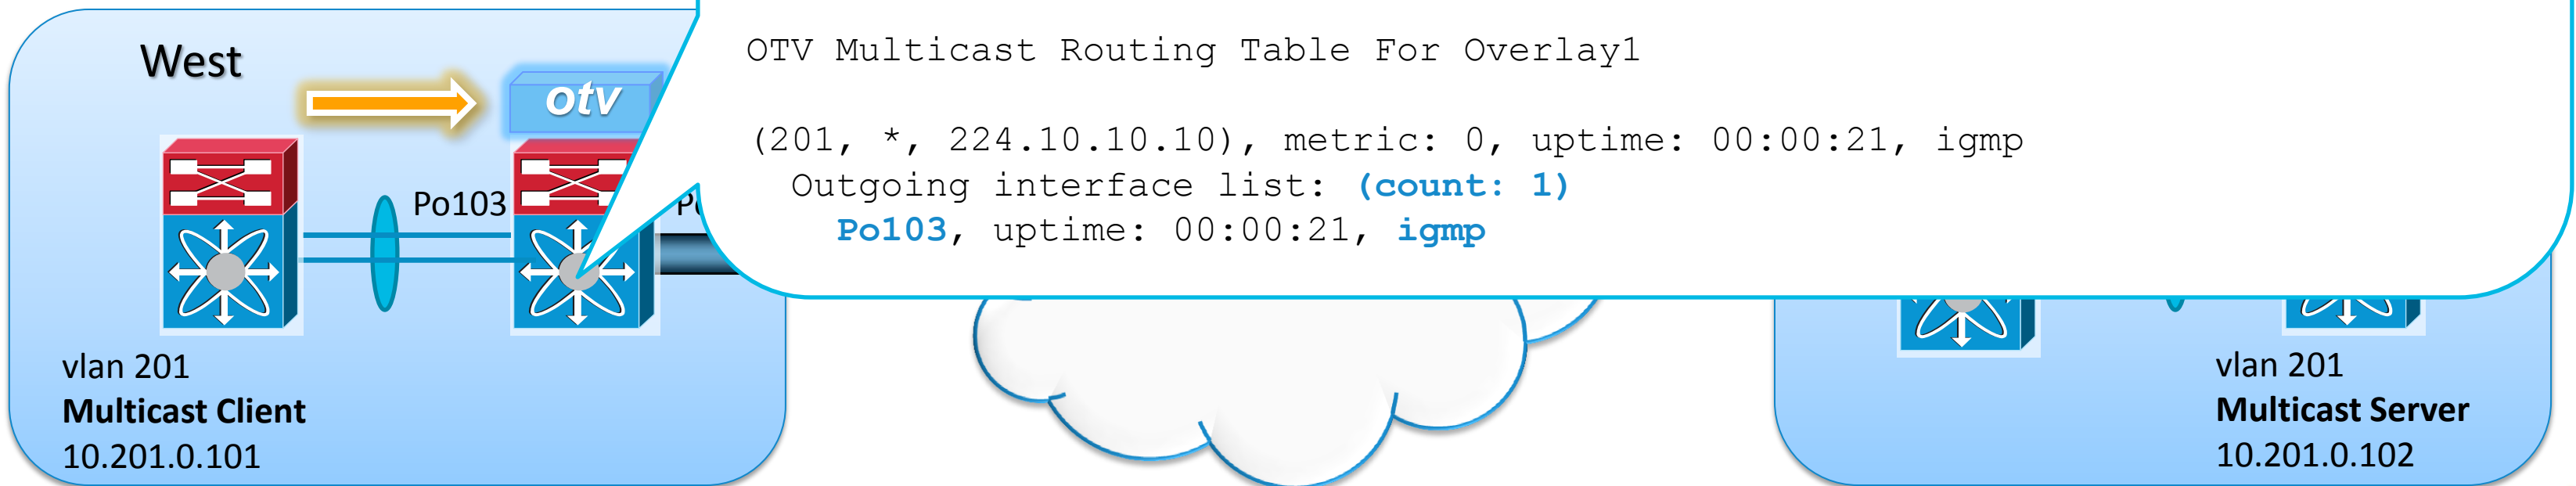 West
otv
Po103
OTV Multicast Routing Table For Overlay1
(201, *, 224.10.10.10), metric: 0, uptime: 00:00:21, igmp
Outgoing interface list: (count: 1)
Po103, uptime: 00:00:21, igmp
vlan 201
Multicast Client
10.201.0.101
vlan 201
Multicast Server
10.201.0.102